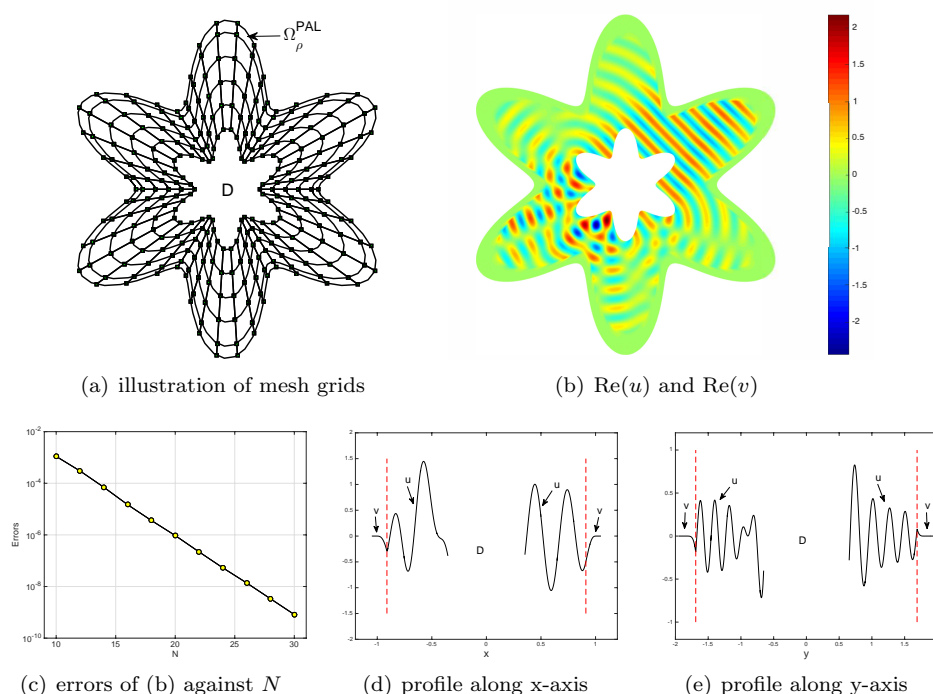 Ω_ρ^PAL
D
2
1.5
1
0.5
0
-0.5
-1
-1.5
-2
(a) illustration of mesh grids
(b) Re(u) and Re(v)
10^-2
10^-4
10^-6
10^-8
10^-10
Errors
10 15 20 25 30
N
2
1.5
1
0.5
0
-0.5
-1
-1.5
-2
v
u
D
u
v
-1 -0.5 0 0.5 1
x
1
0.5
0
-0.5
-1
v
u
D
u
v
-2 -1.5 -1 -0.5 0 0.5 1 1.5
y
(c) errors of (b) against N
(d) profile along x-axis
(e) profile along y-axis